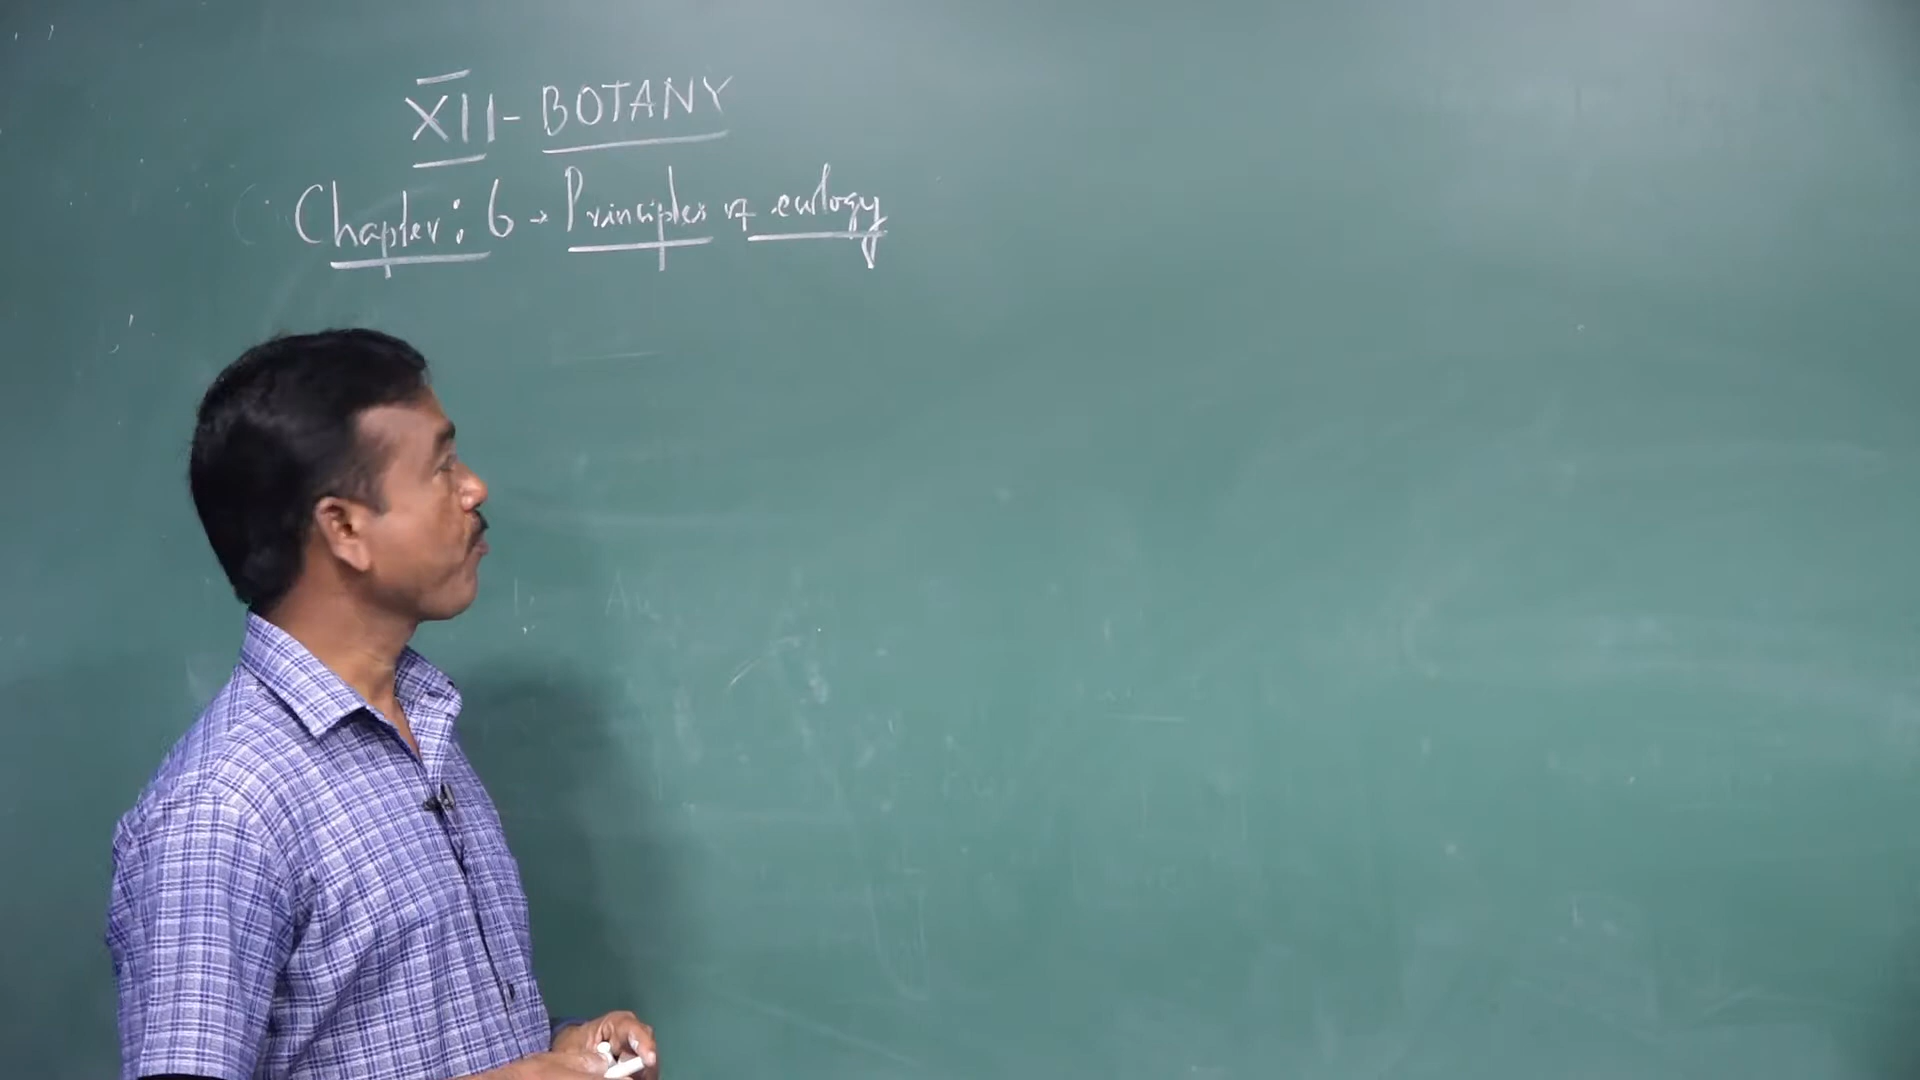 XII - BOTANY
Chapter: 6 → Principles of ecology